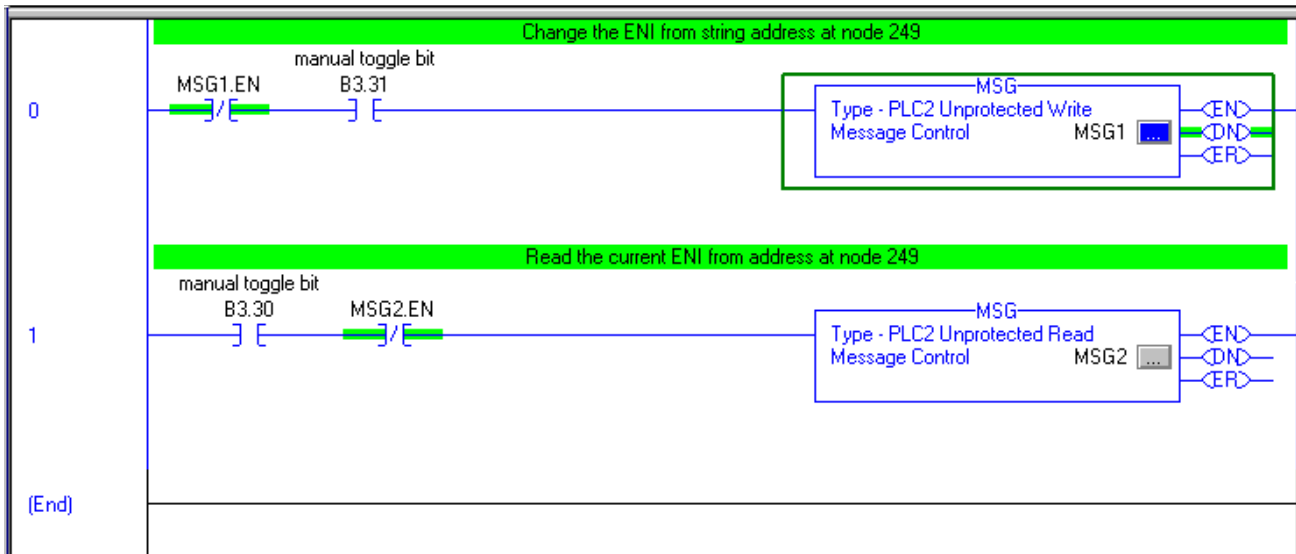 Change the ENI from string address at node 249
manual toggle bit
MSG1.EN B3.31
0
MSG
Type - PLC2 Unprotected Write
Message Control MSG1 ...
EN
DN
ER
Read the current ENI from address at node 249
manual toggle bit
B3.30 MSG2.EN
1
MSG
Type - PLC2 Unprotected Read
Message Control MSG2 ...
EN
DN
ER
(End)